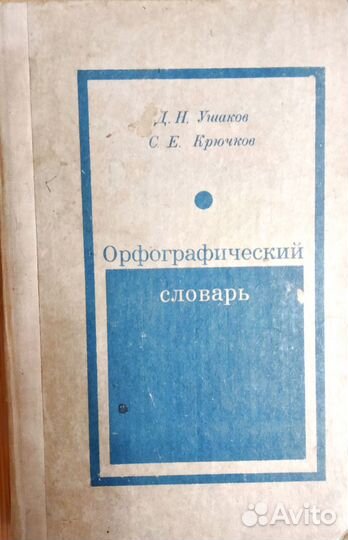 Д. Н. Ушаков
С. Е. Крючков
Орфографический
словарь
Avito